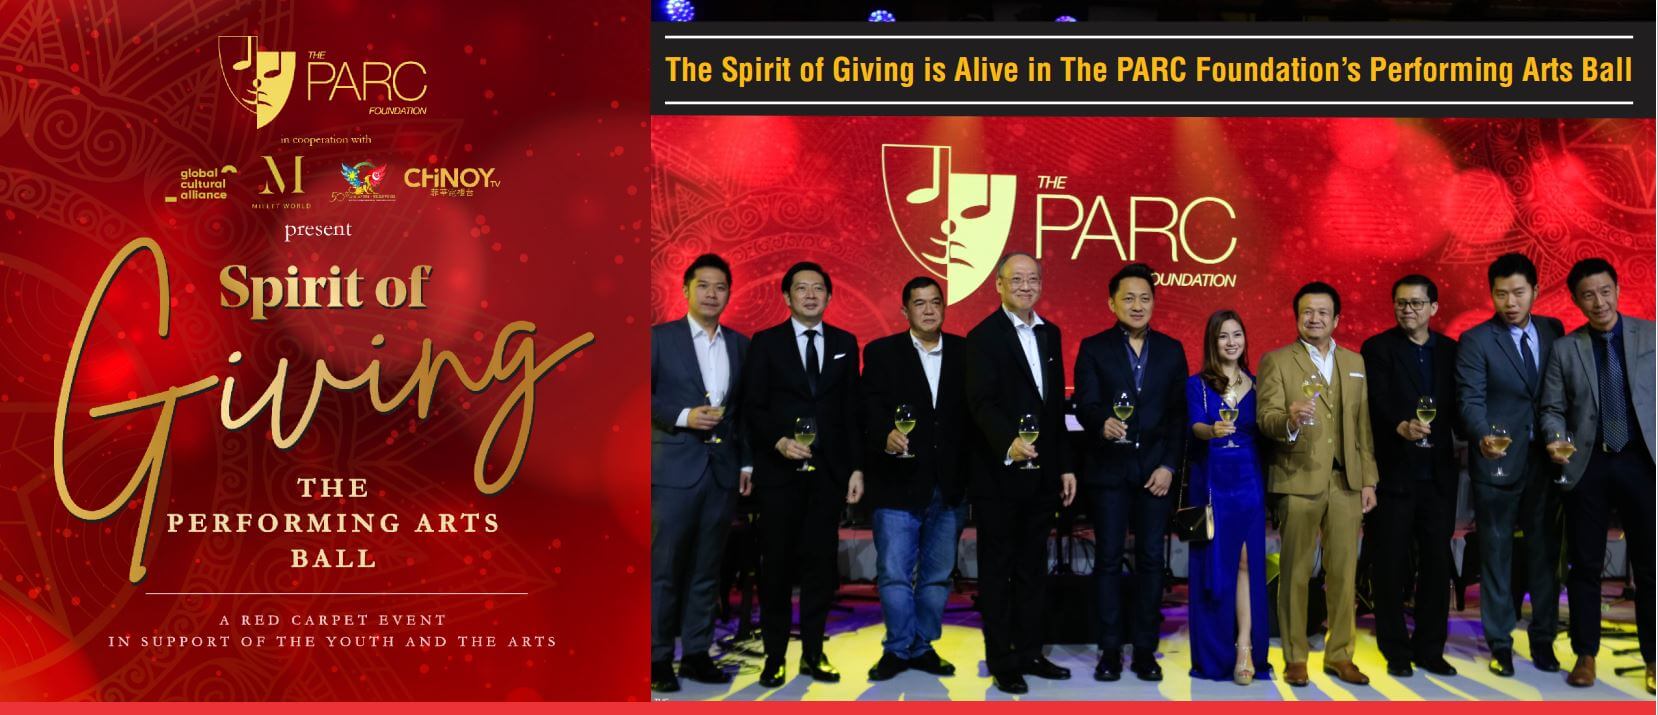 THE
PARC
FOUNDATION
in cooperation with
global
cultural
alliance
M
MILLET WORLD
50
CHiNOY TV
菲華電視台
present
Spirit of
Giving
THE
PERFORMING ARTS
BALL
A RED CARPET EVENT
IN SUPPORT OF THE YOUTH AND THE ARTS
The Spirit of Giving is Alive in The PARC Foundation's Performing Arts Ball
THE
PARC
OUNDATION